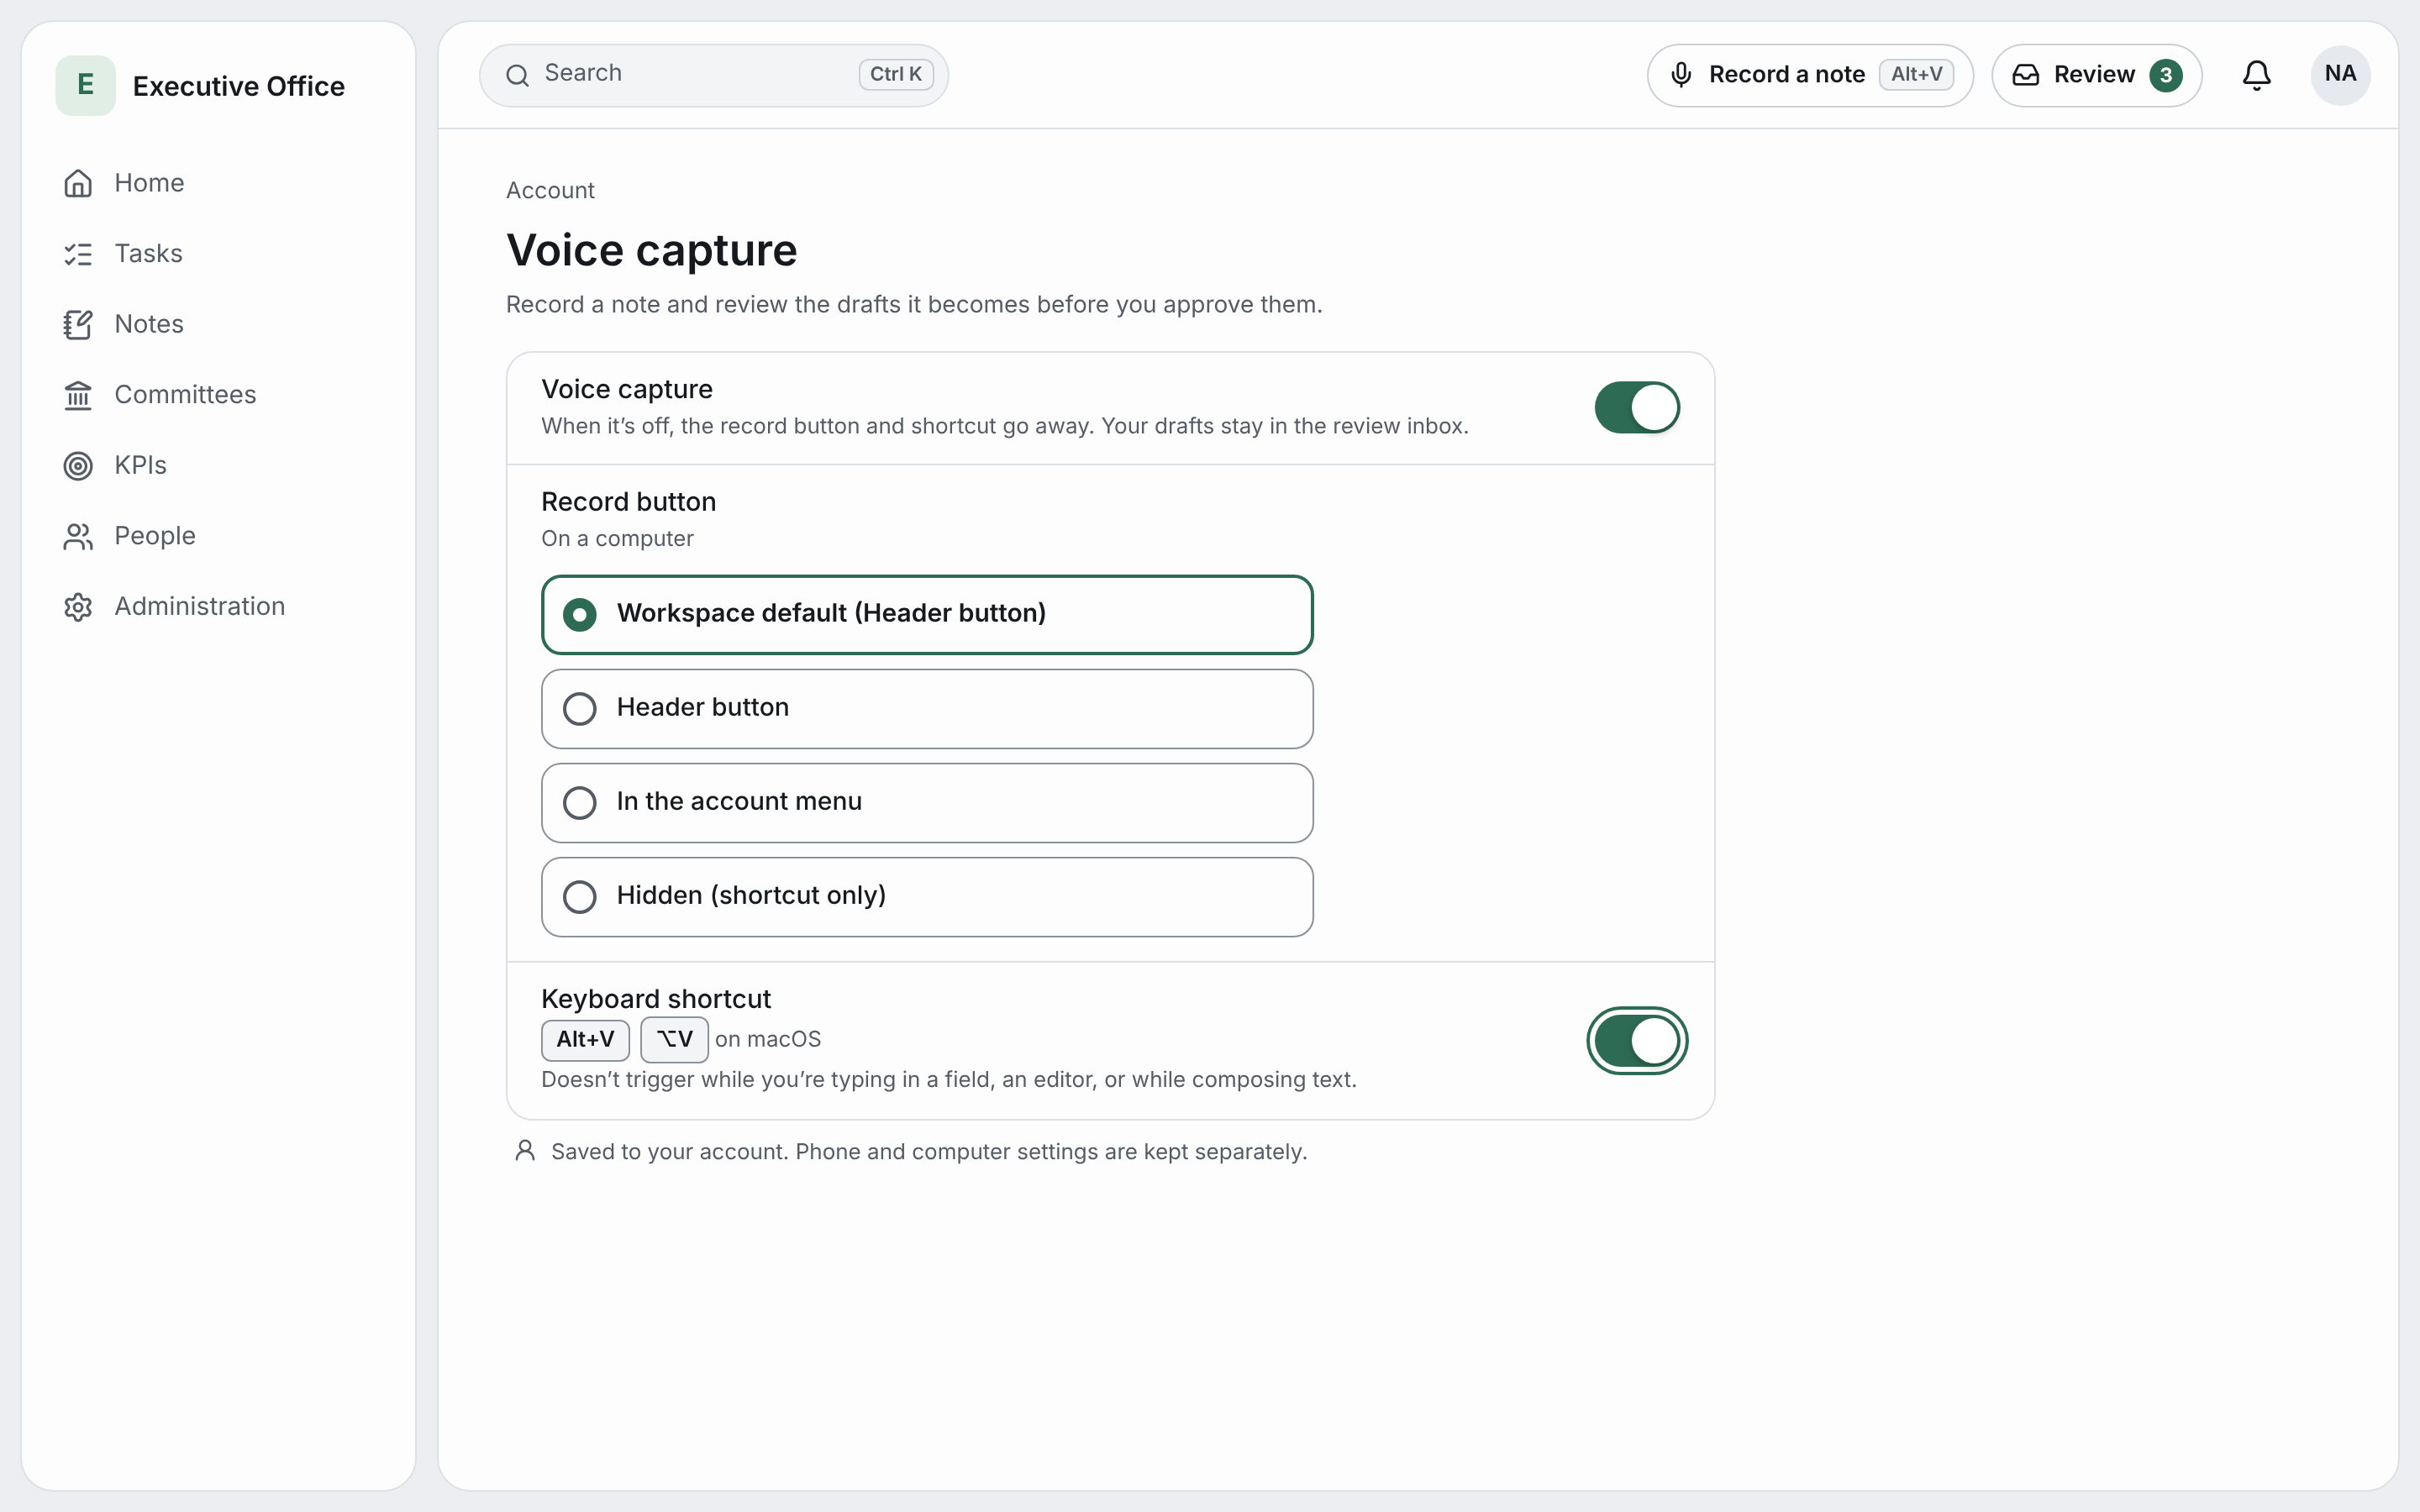 E Executive Office
Home
Tasks
Notes
Committees
KPIs
People
Administration
Search Ctrl K
Record a note Alt+V
Review 3
NA
Account
Voice capture
Record a note and review the drafts it becomes before you approve them.
Voice capture
When it’s off, the record button and shortcut go away. Your drafts stay in the review inbox.
Record button
On a computer
Workspace default (Header button)
Header button
In the account menu
Hidden (shortcut only)
Keyboard shortcut
Alt+V ⌥V on macOS
Doesn’t trigger while you’re typing in a field, an editor, or while composing text.
Saved to your account. Phone and computer settings are kept separately.